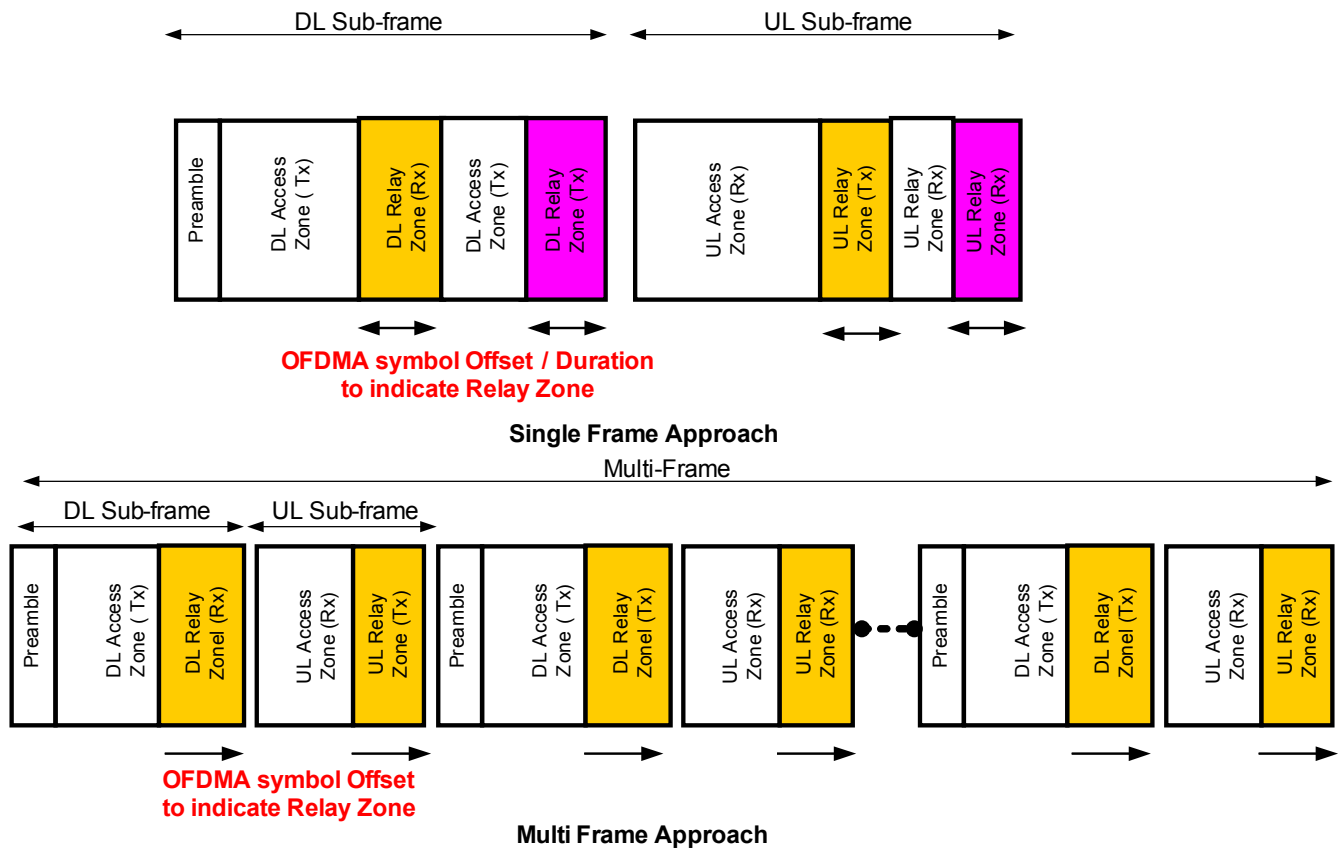 DL Sub-frame
UL Sub-frame
Preamble
DL Access
Zone ( Tx)
DL Relay
Zone (Rx)
DL Access
Zone (Tx)
DL Relay
Zone (Tx)
UL Access
Zone (Rx)
UL Relay
Zone (Tx)
UL Relay
Zone (Rx)
UL Relay
Zone (Rx)
OFDMA symbol Offset / Duration
to indicate Relay Zone
Single Frame Approach
Multi-Frame
DL Sub-frame
UL Sub-frame
Preamble
DL Access
Zone ( Tx)
DL Relay
Zonel (Rx)
UL Access
Zone (Rx)
UL Relay
Zone (Tx)
Preamble
DL Access
Zone ( Tx)
DL Relay
Zonel (Tx)
UL Access
Zone (Rx)
UL Relay
Zone (Rx)
Preamble
DL Access
Zone ( Tx)
DL Relay
Zonel (Tx)
UL Access
Zone (Rx)
UL Relay
Zone (Rx)
OFDMA symbol Offset
to indicate Relay Zone
Multi Frame Approach